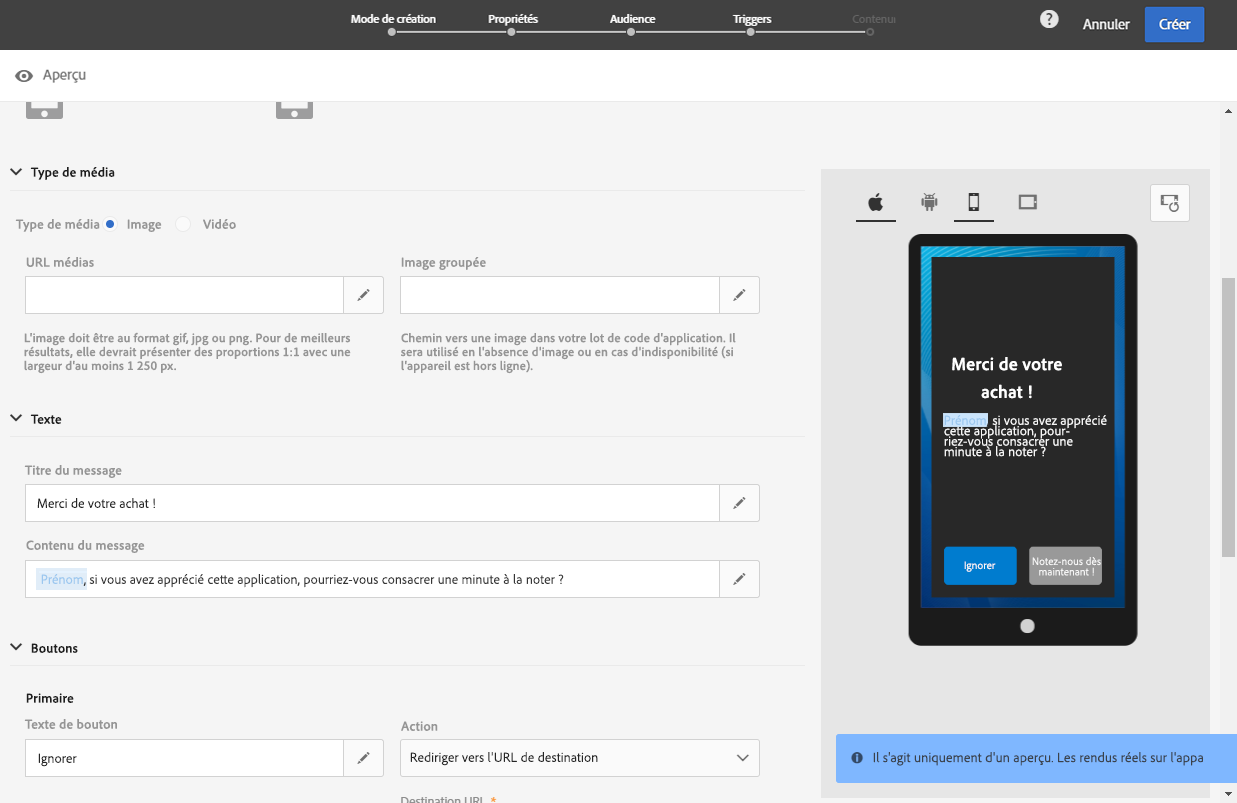 Mode de création
Propriétés
Audience
Triggers
Contenu
?
Annuler
Créer
Aperçu
Type de média
Type de média
Image
Vidéo
URL médias
Image groupée
L'image doit être au format gif, jpg ou png. Pour de meilleurs
résultats, elle devrait présenter des proportions 1:1 avec une
largeur d'au moins 1 250 px.
Chemin vers une image dans votre lot de code d'application. Il
sera utilisé en l'absence d'image ou en cas d'indisponibilité (si
l'appareil est hors ligne).
Texte
Titre du message
Merci de votre achat !
Contenu du message
Prénom, si vous avez apprécié cette application, pourriez-vous consacrer une minute à la noter ?
Boutons
Primaire
Texte de bouton
Ignorer
Action
Rediriger vers l'URL de destination
Destination URL *
Merci de votre
achat !
Prénom, si vous avez apprécié
cette application, pour-
riez-vous consacrer une
minute à la noter ?
Ignorer
Notez-nous dès
maintenant !
Il s'agit uniquement d'un aperçu. Les rendus réels sur l'appa